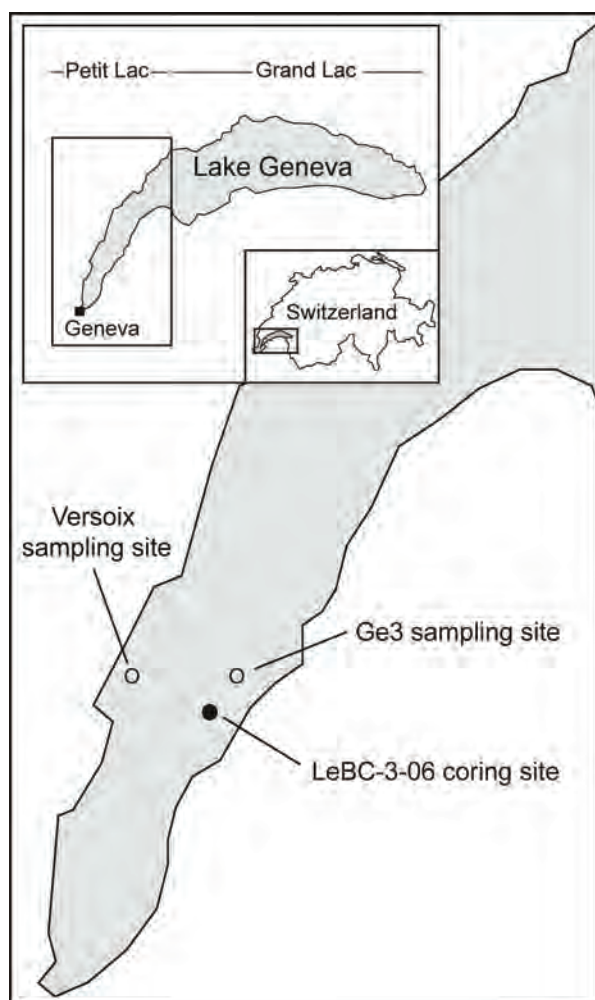 Petit Lac
Grand Lac
Lake Geneva
Geneva
Switzerland
Versoix
sampling site
Ge3 sampling site
LeBC-3-06 coring site